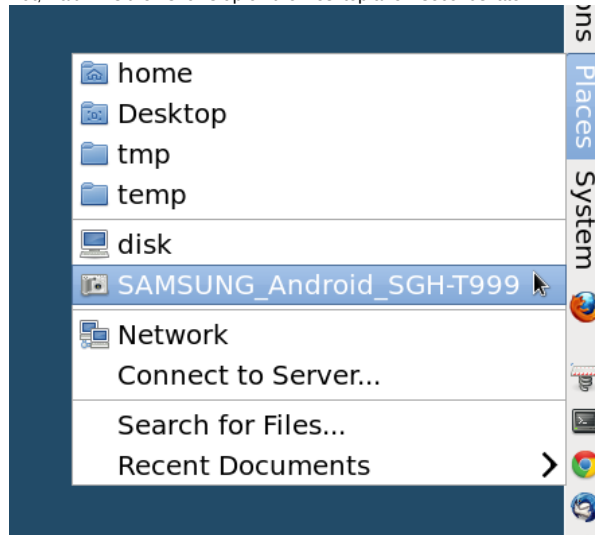 home
Desktop
tmp
temp
disk
SAMSUNG_Android_SGH-T999
Network
Connect to Server...
Search for Files...
Recent Documents
ons
Places
System